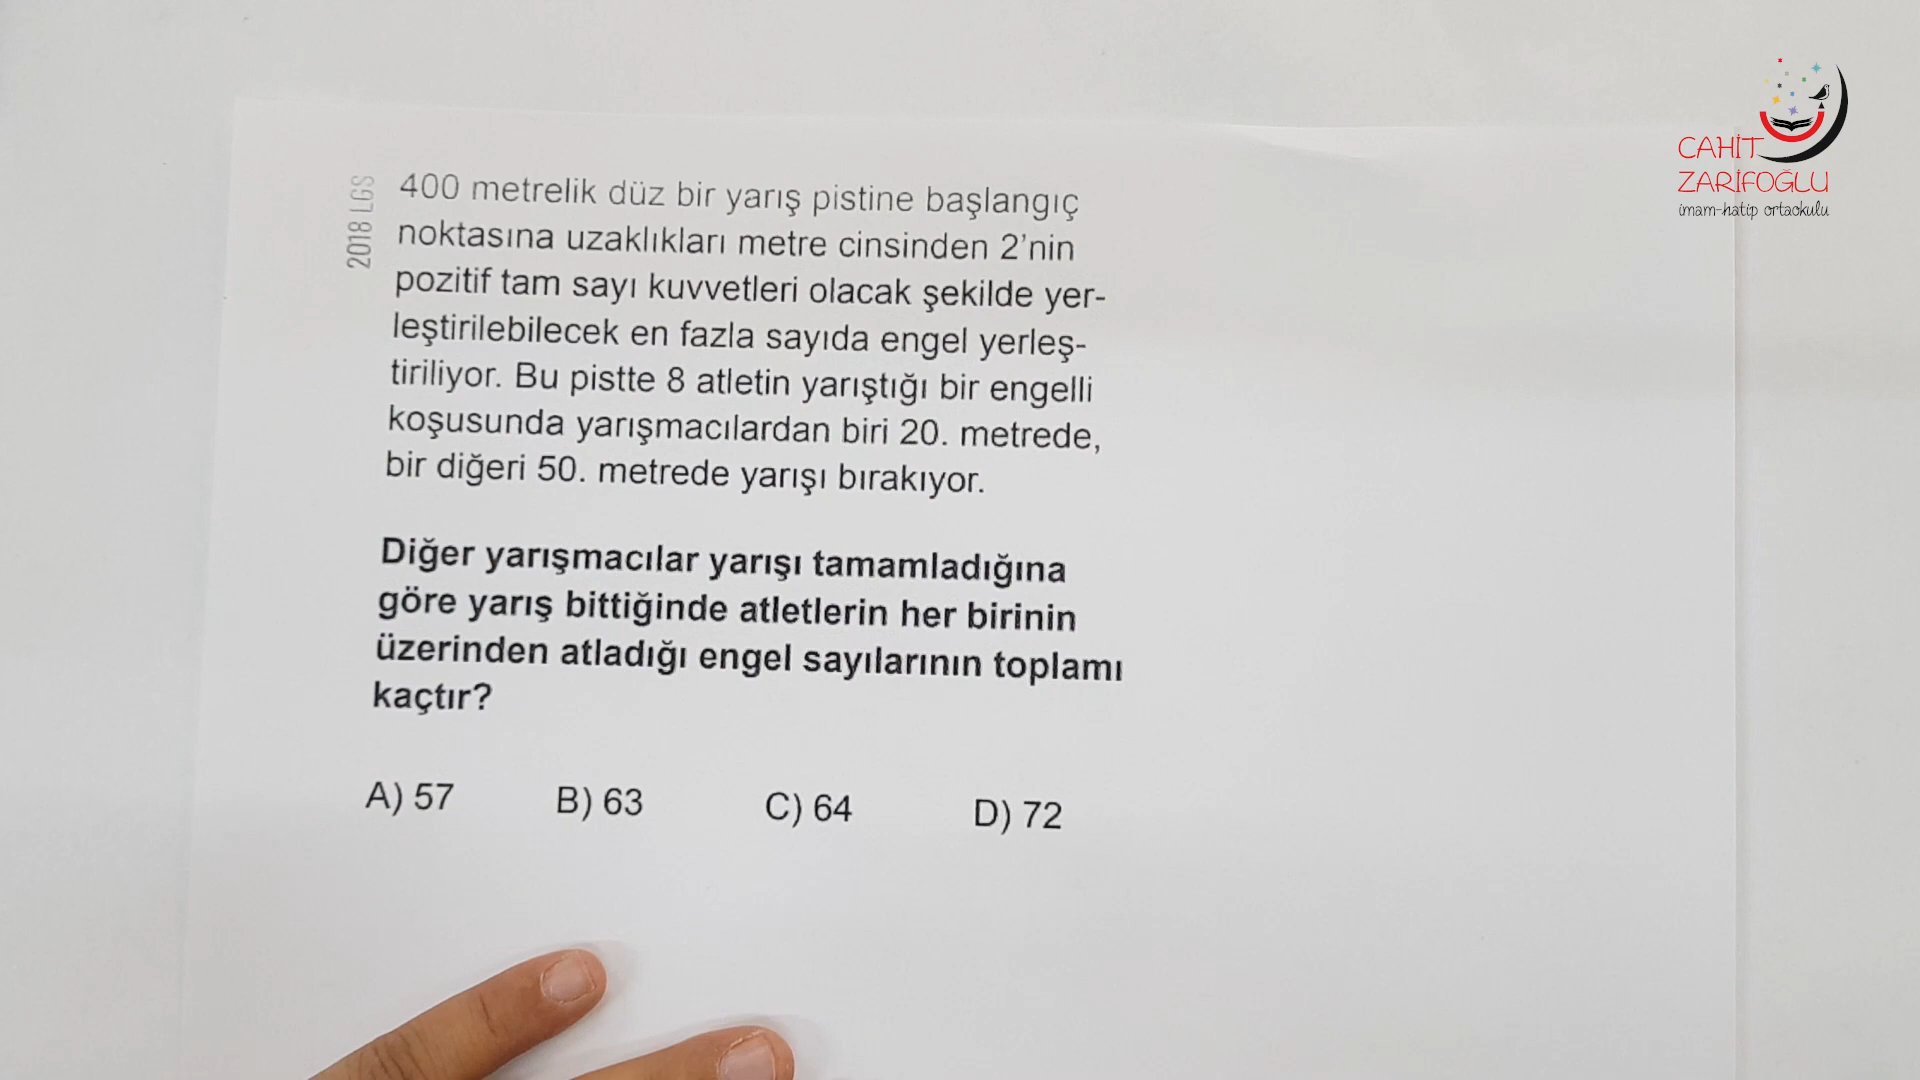 CAHİT
ZARİFOĞLU
imam-hatip ortaokulu
2018 LGS
400 metrelik düz bir yarış pistine başlangıç
noktasına uzaklıkları metre cinsinden 2'nin
pozitif tam sayı kuvvetleri olacak şekilde yer-
leştirilebilecek en fazla sayıda engel yerleş-
tiriliyor. Bu pistte 8 atletin yarıştığı bir engelli
koşusunda yarışmacılardan biri 20. metrede,
bir diğeri 50. metrede yarışı bırakıyor.
Diğer yarışmacılar yarışı tamamladığına
göre yarış bittiğinde atletlerin her birinin
üzerinden atladığı engel sayılarının toplamı
kaçtır?
A) 57 B) 63 C) 64 D) 72